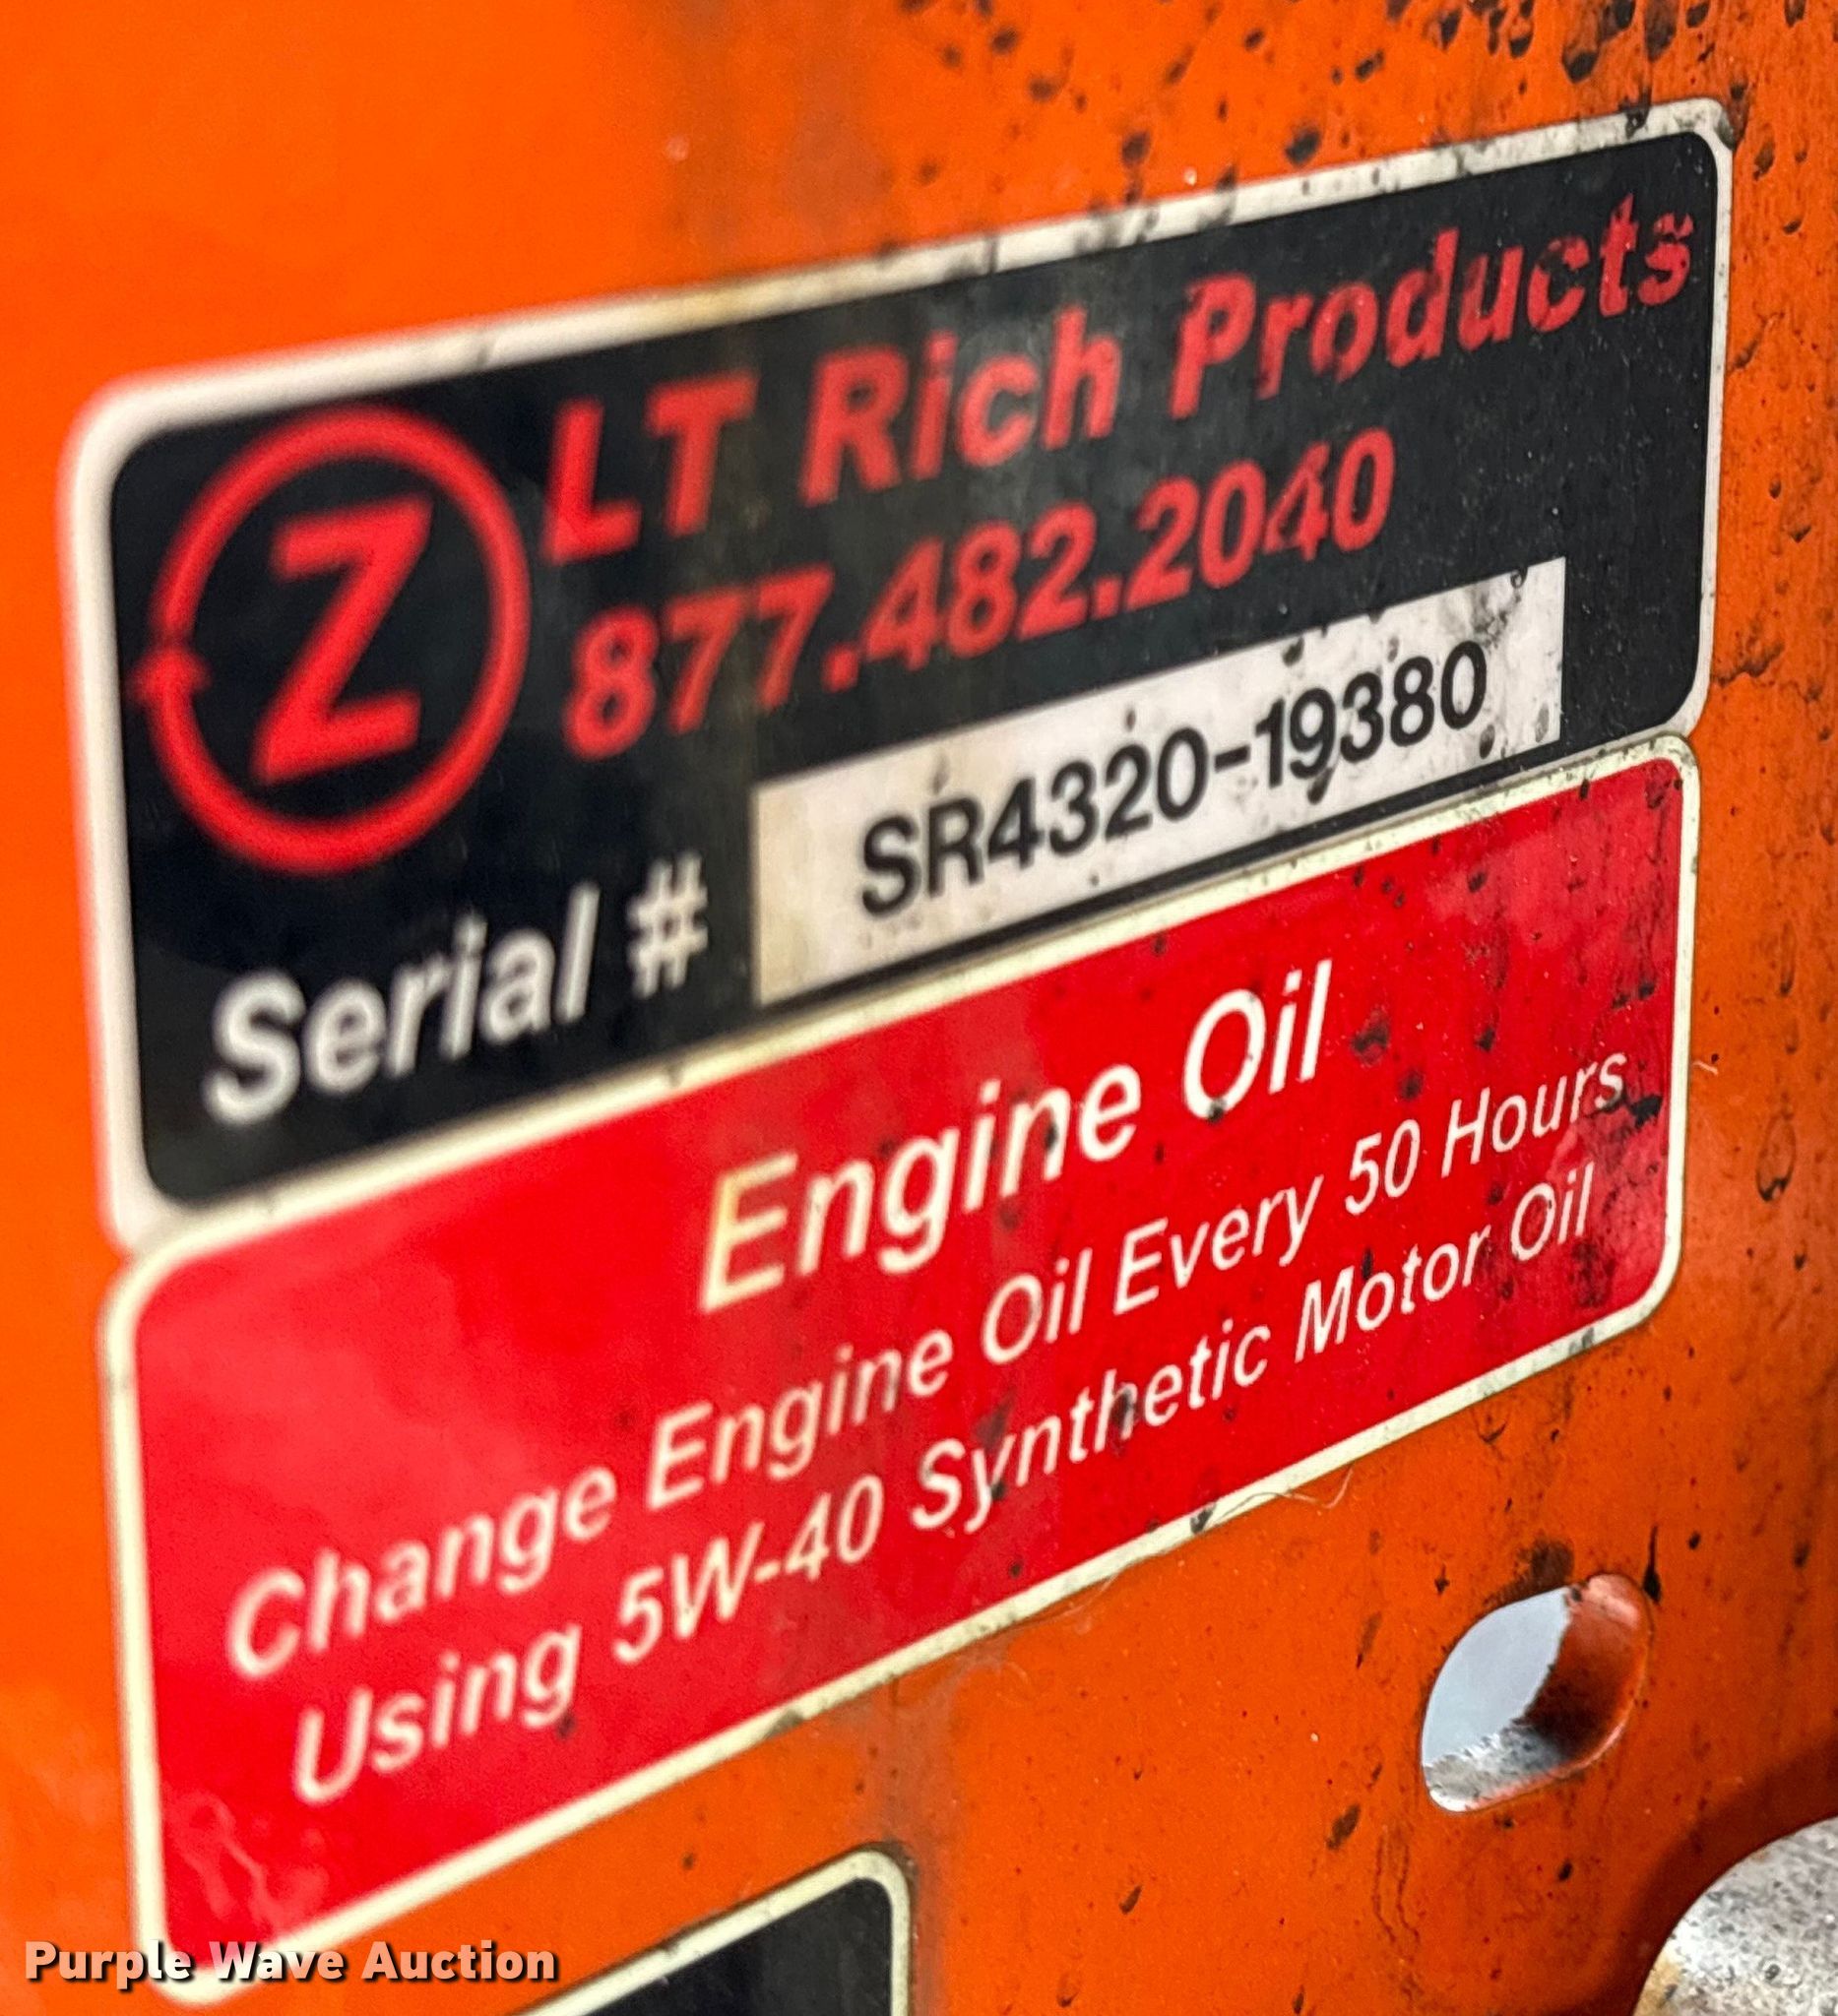 Z
LT Rich Products
877.482.2040
Serial # SR4320-19380
Engine Oil
Change Engine Oil Every 50 Hours
Using 5W-40 Synthetic Motor Oil
Purple Wave Auction